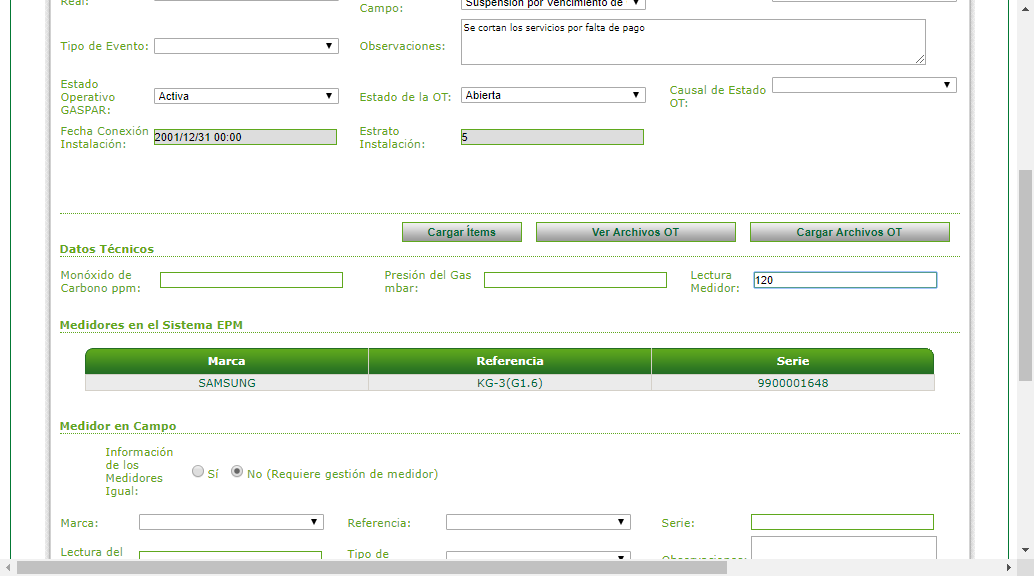 Real:
Campo:
Suspensión por Vencimiento de
Tipo de Evento:
Observaciones:
Se cortan los servicios por falta de pago
Estado
Operativo
GASPAR:
Activa
Estado de la OT:
Abierta
Causal de Estado
OT:
Fecha Conexión
Instalación:
2001/12/31 00:00
Estrato
Instalación:
5
Cargar Ítems
Ver Archivos OT
Cargar Archivos OT
Datos Técnicos
Monóxido de
Carbono ppm:
Presión del Gas
mbar:
Lectura
Medidor:
120
Medidores en el Sistema EPM
Marca
Referencia
Serie
SAMSUNG
KG-3(G1.6)
9900001648
Medidor en Campo
Información
de los
Medidores
Igual:
Sí
No (Requiere gestión de medidor)
Marca:
Referencia:
Serie:
Lectura del
Tipo de
Observaciones: